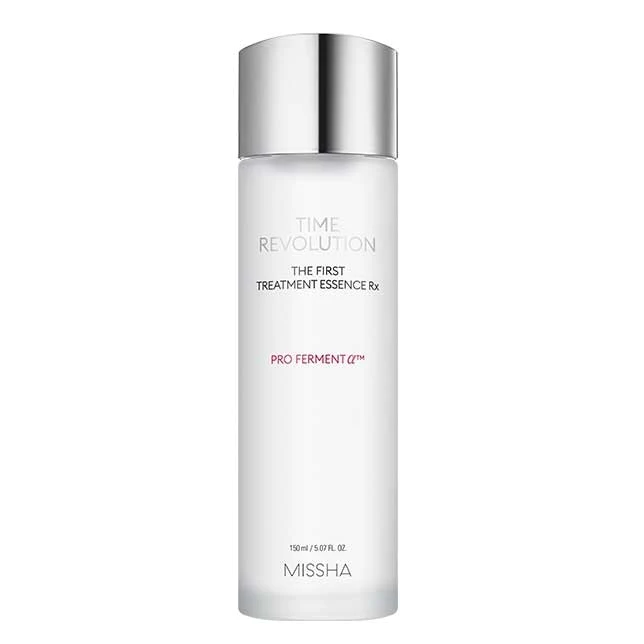 TIME
REVOLUTION
THE FIRST
TREATMENT ESSENCE Rx
PRO FERMENT α™
150 ml / 5.07 FL. OZ.
MISSHA